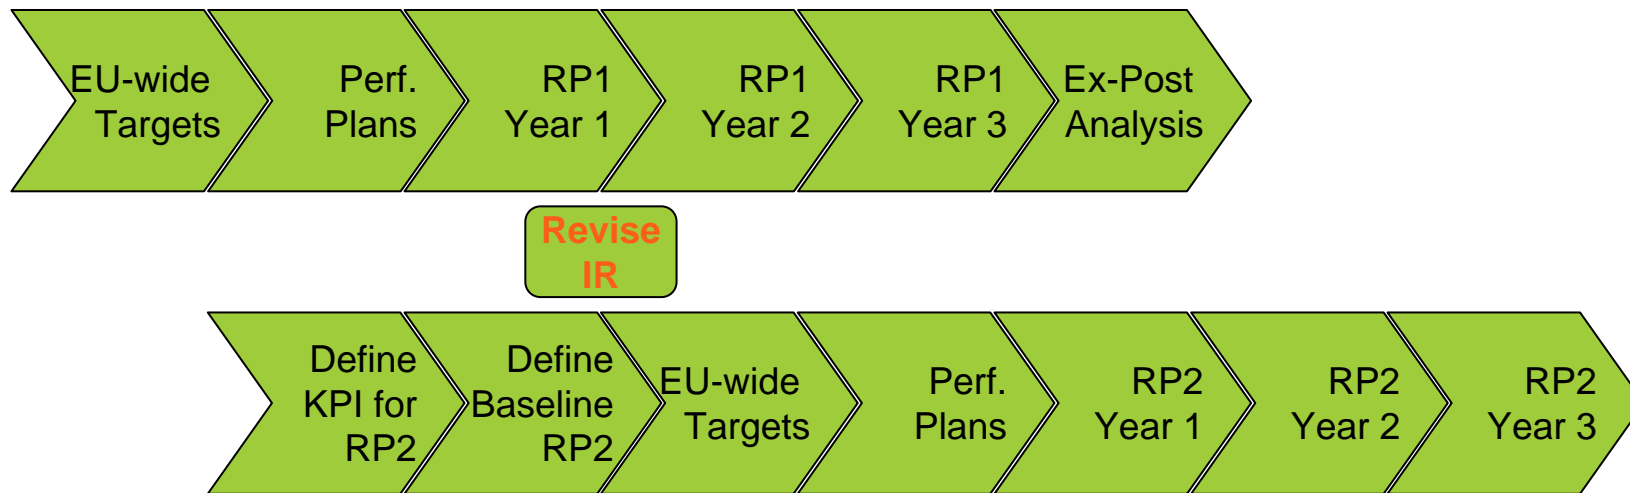 EU-wide
Targets
Perf.
Plans
RP1
Year 1
RP1
Year 2
RP1
Year 3
Ex-Post
Analysis
Revise
IR
Define
KPI for
RP2
Define
Baseline
RP2
EU-wide
Targets
Perf.
Plans
RP2
Year 1
RP2
Year 2
RP2
Year 3